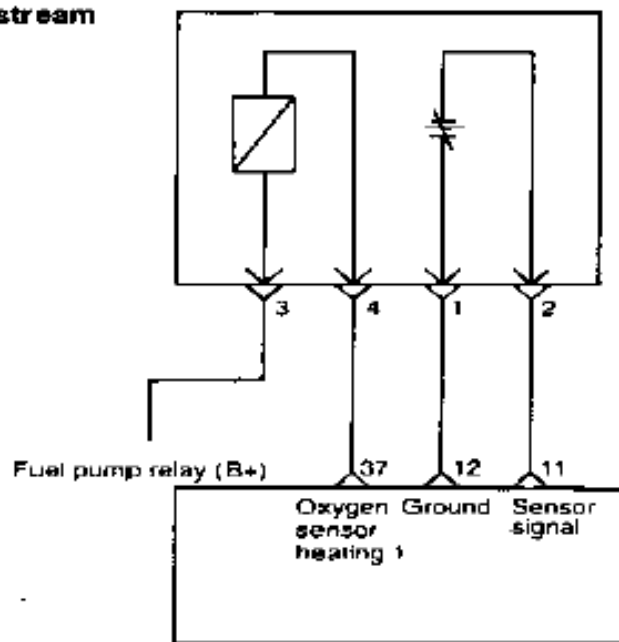 stream
3 4 1 2
Fuel pump relay (B+) 37 12 11
Oxygen sensor heating 1
Ground
Sensor signal